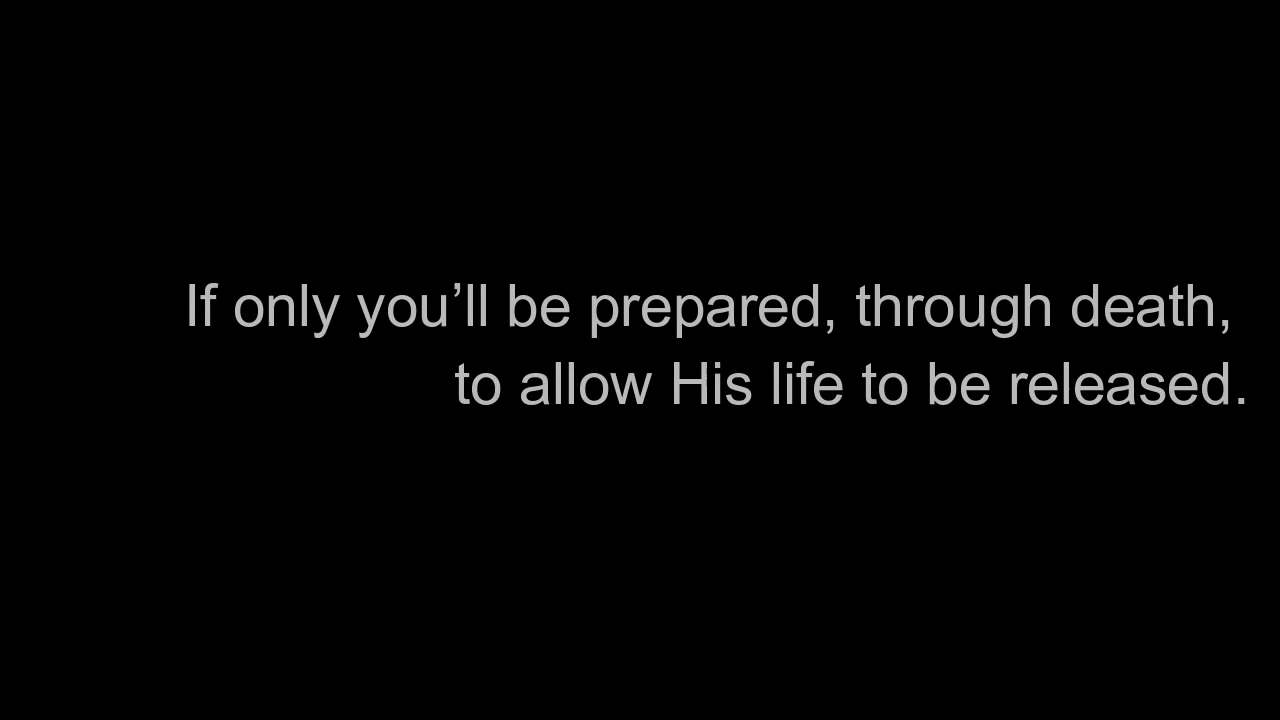 If only you’ll be prepared, through death,
to allow His life to be released.